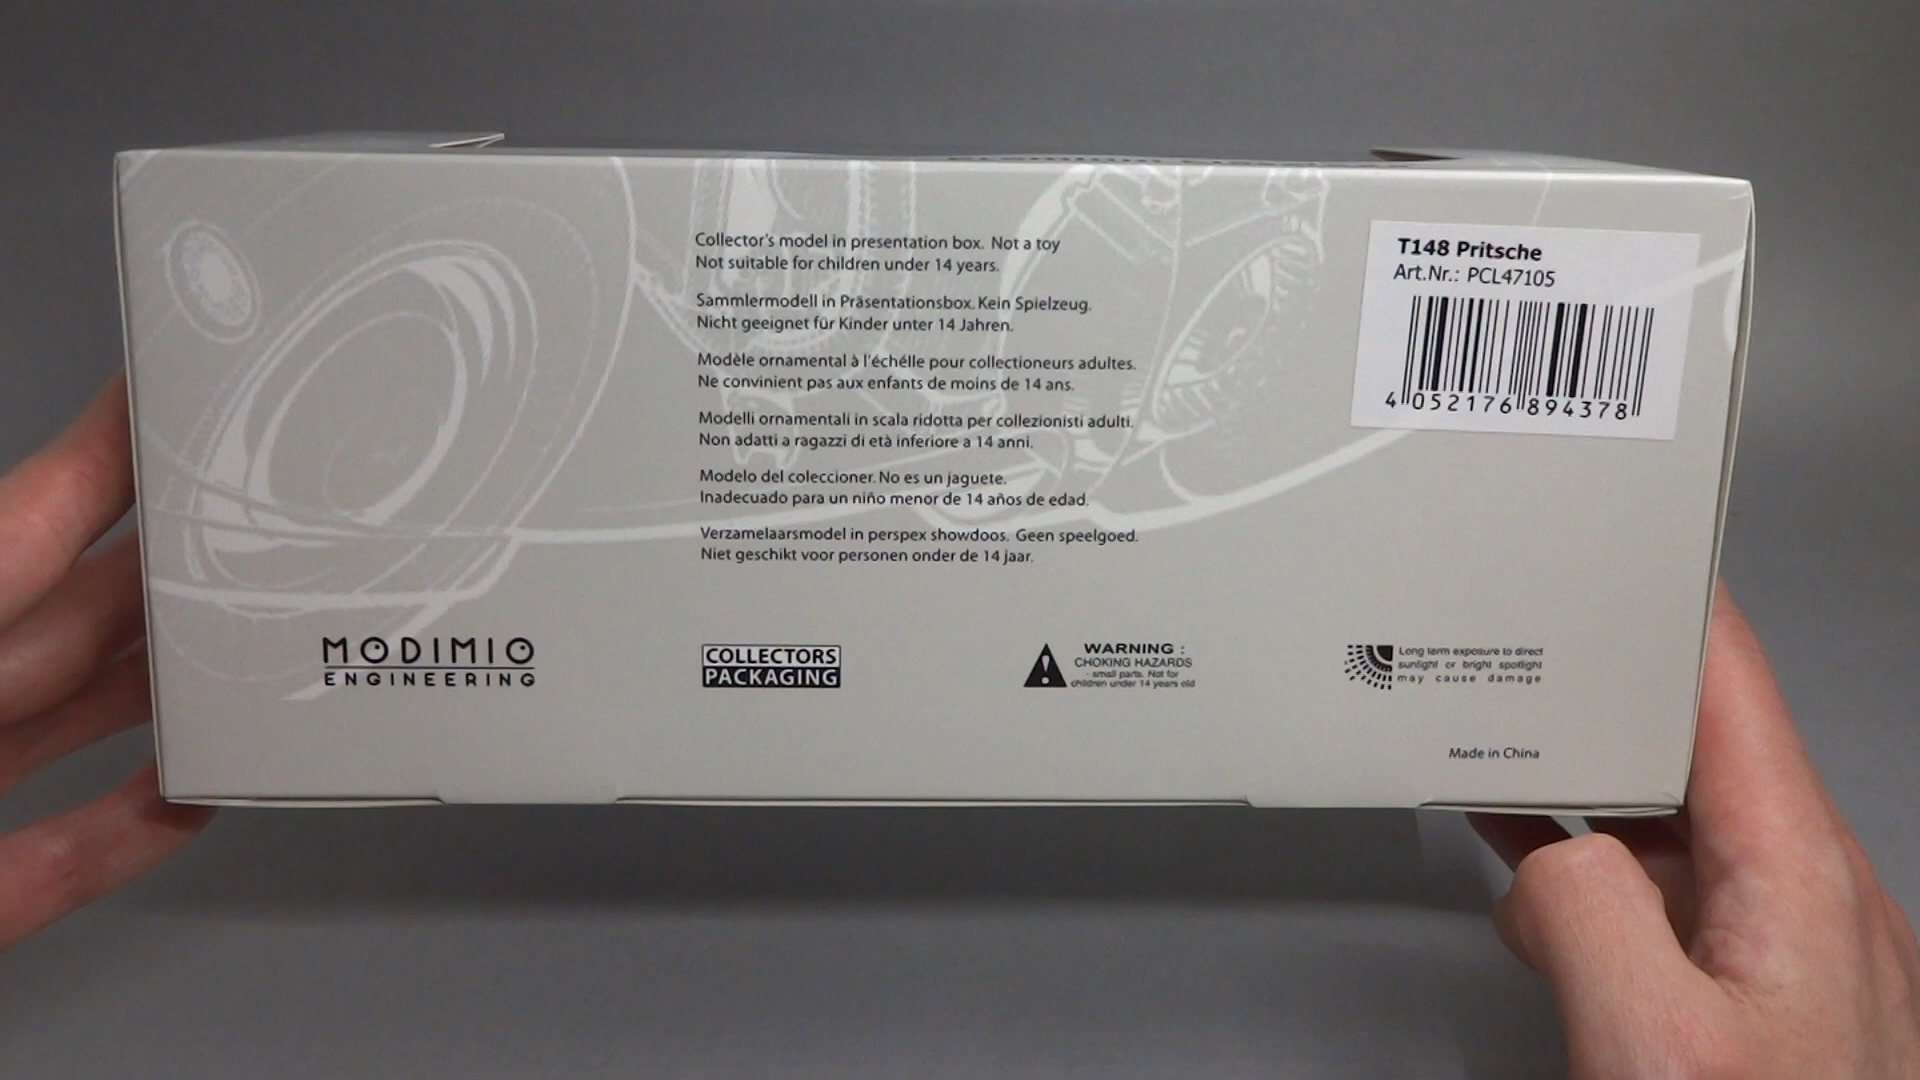 Collector's model in presentation box. Not a toy
Not suitable for children under 14 years.
Sammlermodell in Präsentationsbox. Kein Spielzeug.
Nicht geeignet für Kinder unter 14 Jahren.
Modèle ornamental à l'échélle pour collectioneurs adultes.
Ne convinient pas aux enfants de moins de 14 ans.
Modelli ornamentali in scala ridotta per collezionisti adulti.
Non adatti a ragazzi di età inferiore a 14 anni.
Modelo del coleccioner. No es un jaguete.
Inadecuado para un niño menor de 14 años de edad.
Verzamelaarsmodel in perspex showdoos. Geen speelgoed.
Niet geschikt voor personen onder de 14 jaar.
T148 Pritsche
Art.Nr.: PCL47105
4 052176 894378
MODIMIO
ENGINEERING
COLLECTORS
PACKAGING
WARNING :
CHOKING HAZARDS
- small parts. Not for
children under 14 years old
Long term exposure to direct
sunlight or bright spotlight
may cause damage
Made in China